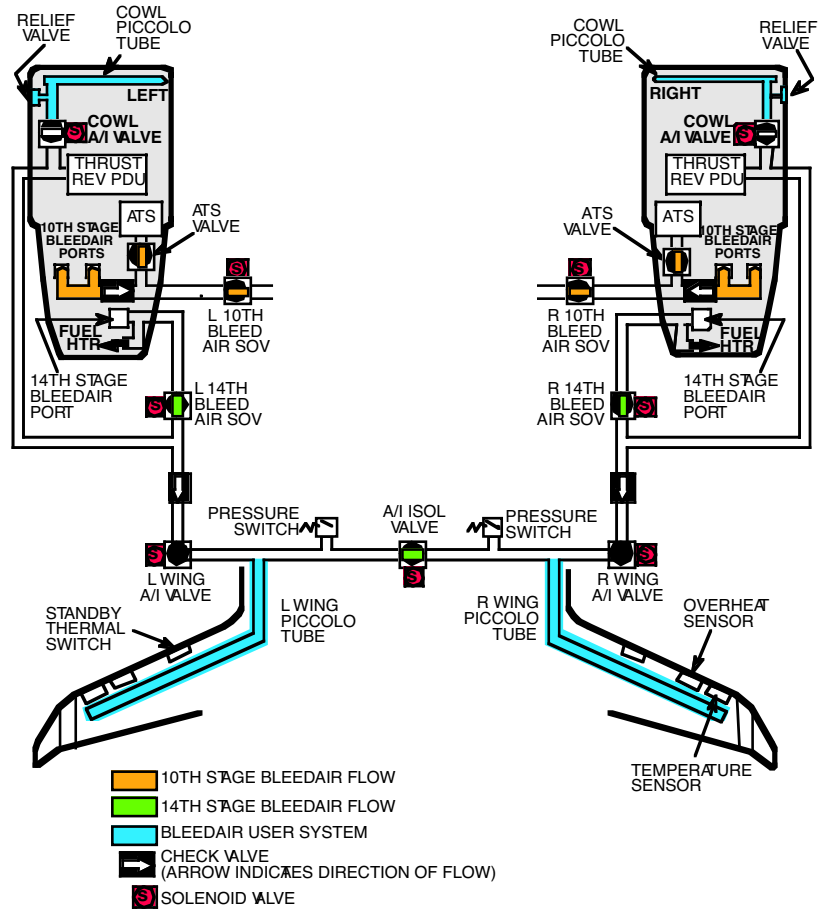 COWL
PICCOLO
TUBE
RELIEF
VALVE
LEFT
COWL
A/I VALVE
S
THRUST
REV PDU
ATS
ATS
VALVE
10TH STAGE
BLEEDAIR
PORTS
S
L 10TH
BLEED
AIR SOV
FUEL
HTR
14TH STAGE
BLEEDAIR
PORT
S
L 14TH
BLEED
AIR SOV
COWL
PICCOLO
TUBE
RELIEF
VALVE
RIGHT
COWL
A/I VALVE
S
THRUST
REV PDU
ATS
ATS
VALVE
10TH STAGE
BLEEDAIR
PORTS
S
R 10TH
BLEED
AIR SOV
FUEL
HTR
14TH STAGE
BLEEDAIR
PORT
R 14TH
BLEED
AIR SOV
S
PRESSURE
SWITCH
A/I ISOL
VALVE
S
PRESSURE
SWITCH
S
L WING
A/I VALVE
R WING
A/I VALVE
S
STANDBY
THERMAL
SWITCH
L WING
PICCOLO
TUBE
R WING
PICCOLO
TUBE
OVERHEAT
SENSOR
TEMPERATURE
SENSOR
10TH STAGE BLEEDAIR FLOW
14TH STAGE BLEEDAIR FLOW
BLEEDAIR USER SYSTEM
CHECK VALVE
(ARROW INDICATES DIRECTION OF FLOW)
S SOLENOID VALVE